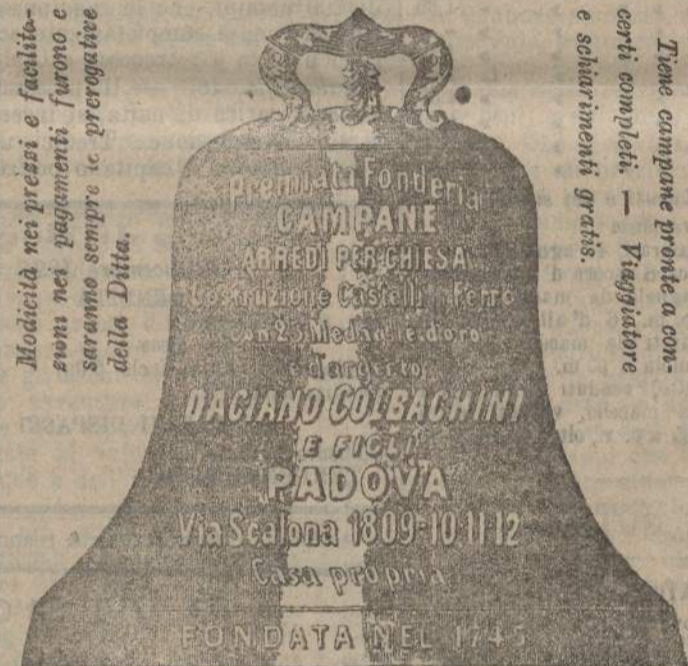 Modicità nei prezzi e facilita-
zioni nei pagamenti furono e
saranno sempre le prerogative
della Ditta.
Premiata Fonderia
CAMPANE
ARREDI PER CHIESA
Costruzione Castelli Ferro
con 25 Medaglie d'oro
e d'argento
DACIANO COLBACHINI
E FIGLI
PADOVA
Via Scalona 1809-10-11-12
Casa propria
FONDATA NEL 1745
Tiene campane pronte a con-
certi completi. — Viaggiatore
e schiarimenti gratis.